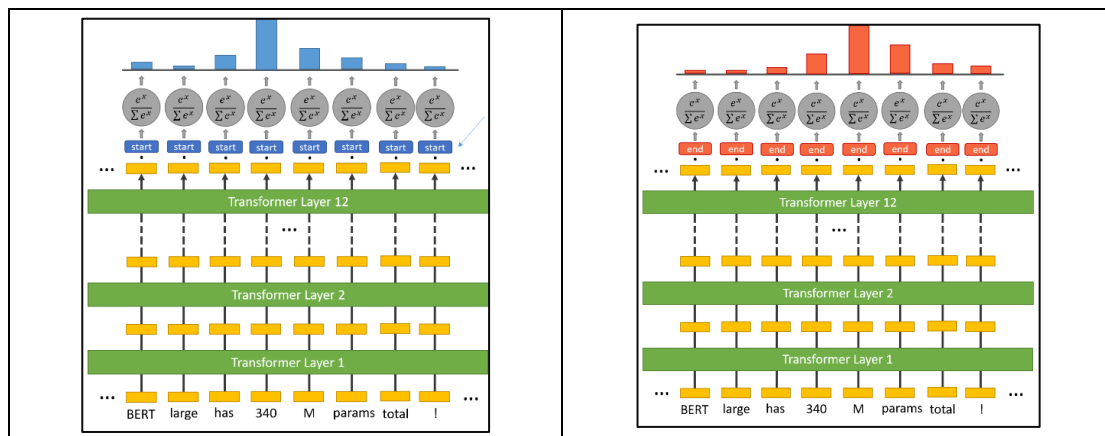 e^x/∑e^x e^x/∑e^x e^x/∑e^x e^x/∑e^x e^x/∑e^x e^x/∑e^x e^x/∑e^x e^x/∑e^x
start start start start start start start start
... ...
Transformer Layer 12
...
Transformer Layer 2
Transformer Layer 1
... ...
BERT large has 340 M params total !
e^x/∑e^x e^x/∑e^x e^x/∑e^x e^x/∑e^x e^x/∑e^x e^x/∑e^x e^x/∑e^x e^x/∑e^x
end end end end end end end end
... ...
Transformer Layer 12
...
Transformer Layer 2
Transformer Layer 1
... ...
BERT large has 340 M params total !